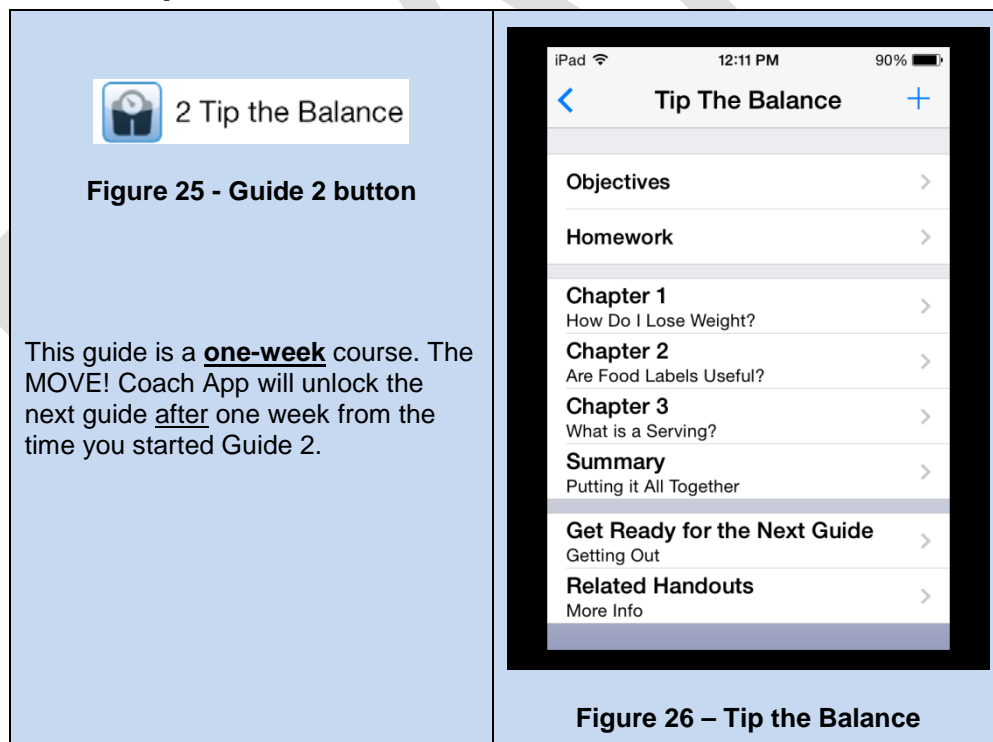 2 Tip the Balance
Figure 25 - Guide 2 button
This guide is a one-week course. The
MOVE! Coach App will unlock the
next guide after one week from the
time you started Guide 2.
iPad 12:11 PM 90%
Tip The Balance +
Objectives
Homework
Chapter 1
How Do I Lose Weight?
Chapter 2
Are Food Labels Useful?
Chapter 3
What is a Serving?
Summary
Putting it All Together
Get Ready for the Next Guide
Getting Out
Related Handouts
More Info
Figure 26 – Tip the Balance